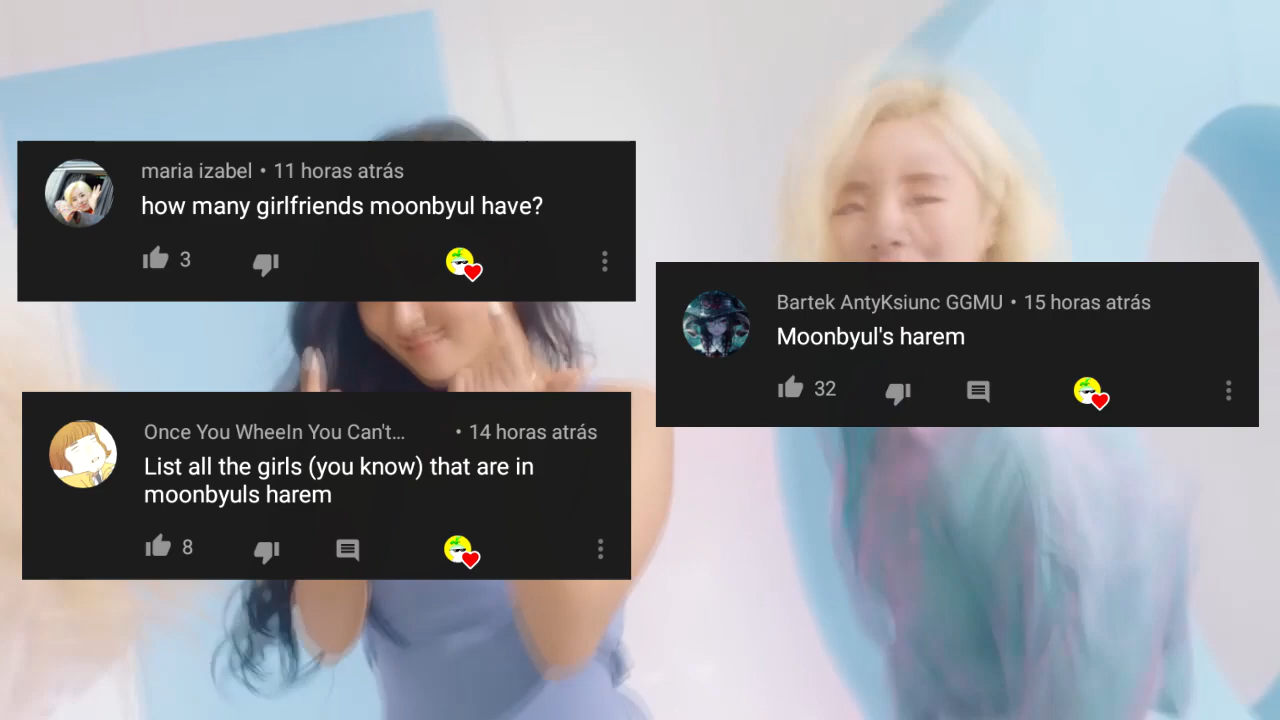 maria izabel • 11 horas atrás
how many girlfriends moonbyul have?
3
Bartek AntyKsiunc GGMU • 15 horas atrás
Moonbyul's harem
32
Once You WheeIn You Can't... • 14 horas atrás
List all the girls (you know) that are in
moonbyuls harem
8